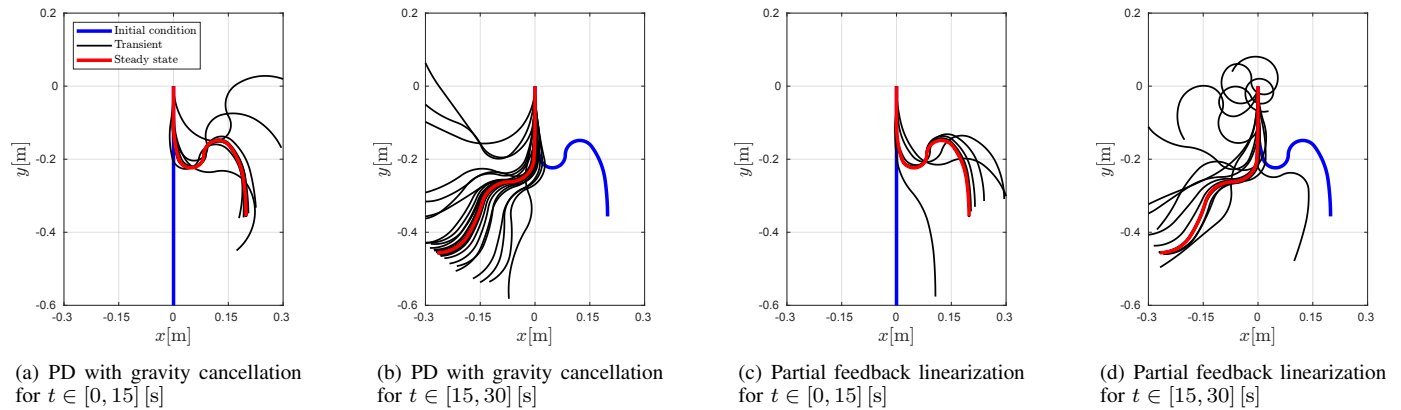 0.2
0
-0.2
-0.4
-0.6
y[m]
-0.3 -0.15 0 0.15 0.3
x[m]
Initial condition
Transient
Steady state
(a) PD with gravity cancellation
for t ∈ [0, 15] [s]
0.2
0
-0.2
-0.4
-0.6
y[m]
-0.3 -0.15 0 0.15 0.3
x[m]
(b) PD with gravity cancellation
for t ∈ [15, 30] [s]
0.2
0
-0.2
-0.4
-0.6
y[m]
-0.3 -0.15 0 0.15 0.3
x[m]
(c) Partial feedback linearization
for t ∈ [0, 15] [s]
0.2
0
-0.2
-0.4
-0.6
y[m]
-0.3 -0.15 0 0.15 0.3
x[m]
(d) Partial feedback linearization
for t ∈ [15, 30] [s]